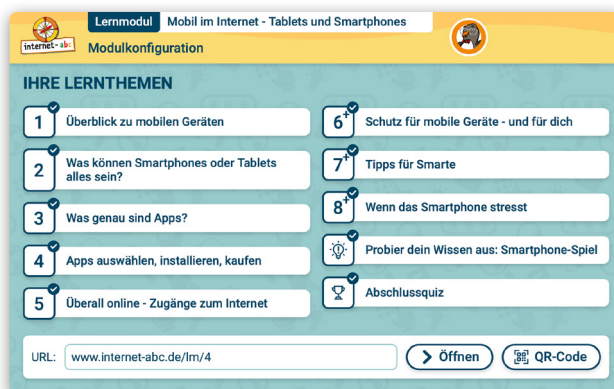 Lernmodul Mobil im Internet - Tablets und Smartphones
internet-abc
Modulkonfiguration
IHRE LERNTHEMEN
1 Überblick zu mobilen Geräten
2 Was können Smartphones oder Tablets
alles sein?
3 Was genau sind Apps?
4 Apps auswählen, installieren, kaufen
5 Überall online - Zugänge zum Internet
6+ Schutz für mobile Geräte - und für dich
7+ Tipps für Smarte
8+ Wenn das Smartphone stresst
Probier dein Wissen aus: Smartphone-Spiel
Abschlussquiz
URL: www.internet-abc.de/lm/4
Öffnen
QR-Code